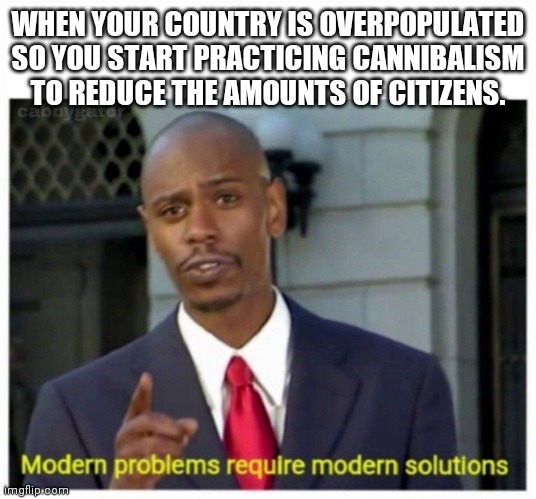 WHEN YOUR COUNTRY IS OVERPOPULATED
SO YOU START PRACTICING CANNIBALISM
TO REDUCE THE AMOUNTS OF CITIZENS.
cabbygator
Modern problems require modern solutions
imgflip.com